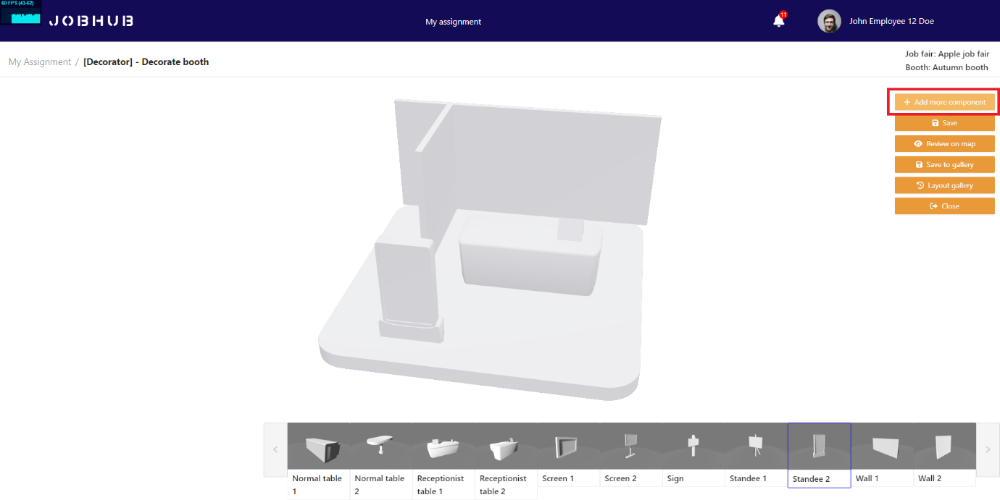 60 FPS (43-62)
JOBHUB
My assignment
11
John Employee 12 Doe
My Assignment / [Decorator] - Decorate booth
Job fair: Apple job fair
Booth: Autumn booth
+ Add more component
Save
Review on map
Save to gallery
Layout gallery
Close
Normal table
1
Normal table
2
Receptionist
table 1
Receptionist
table 2
Screen 1
Screen 2
Sign
Standee 1
Standee 2
Wall 1
Wall 2